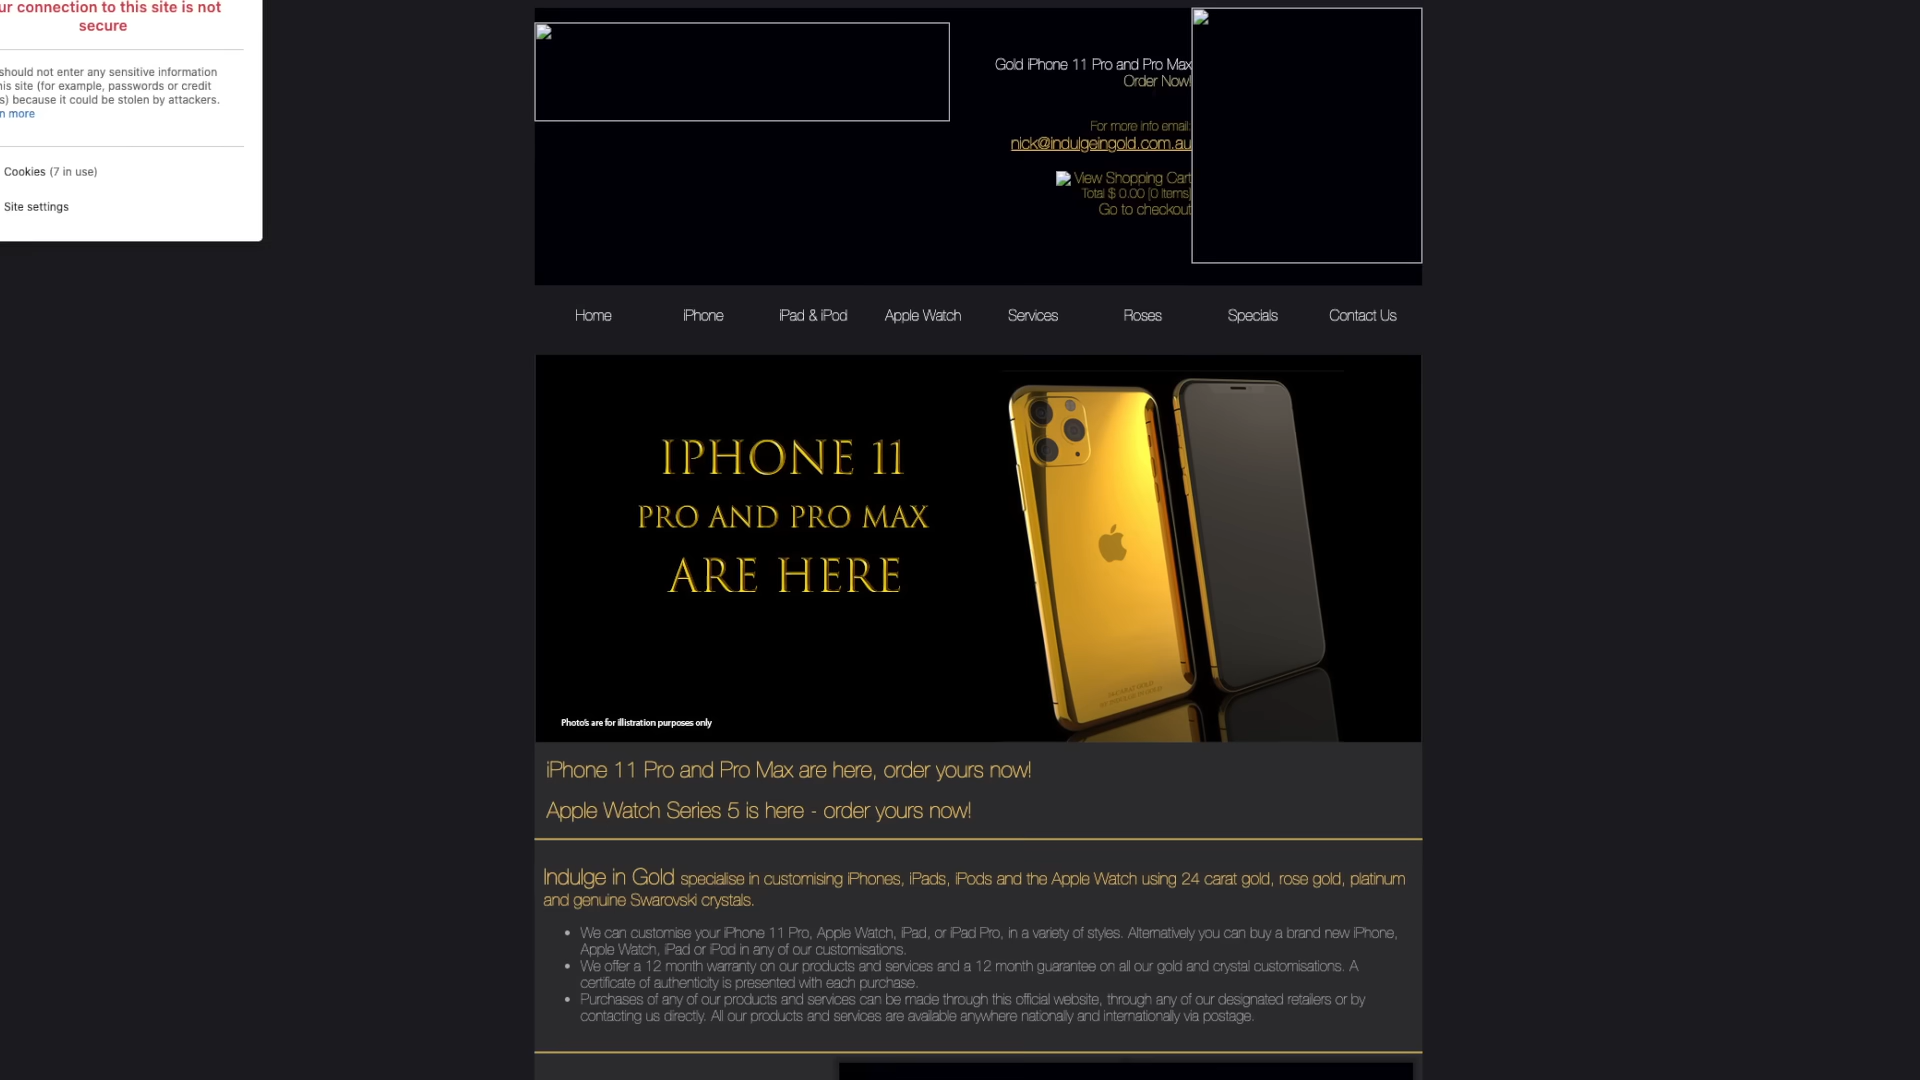 ur connection to this site is not
secure
should not enter any sensitive information
is site (for example, passwords or credit
s) because it could be stolen by attackers.
n more
Cookies (7 in use)
Site settings
Gold iPhone 11 Pro and Pro Max
Order Now!
For more info email:
nick@indulgeingold.com.au
View Shopping Cart
Total $ 0.00 [0 Items]
Go to checkout
Home iPhone iPad & iPod Apple Watch Services Roses Specials Contact Us
IPHONE 11
PRO AND PRO MAX
ARE HERE
Photo's are for illistration purposes only
iPhone 11 Pro and Pro Max are here, order yours now!
Apple Watch Series 5 is here - order yours now!
Indulge in Gold specialise in customising iPhones, iPads, iPods and the Apple Watch using 24 carat gold, rose gold, platinum
and genuine Swarovski crystals.
• We can customise your iPhone 11 Pro, Apple Watch, iPad, or iPad Pro, in a variety of styles. Alternatively you can buy a brand new iPhone,
Apple Watch, iPad or iPod in any of our customisations.
• We offer a 12 month warranty on our products and services and a 12 month guarantee on all our gold and crystal customisations. A
certificate of authenticity is presented with each purchase.
• Purchases of any of our products and services can be made through this official website, through any of our designated retailers or by
contacting us directly. All our products and services are available anywhere nationally and internationally via postage.